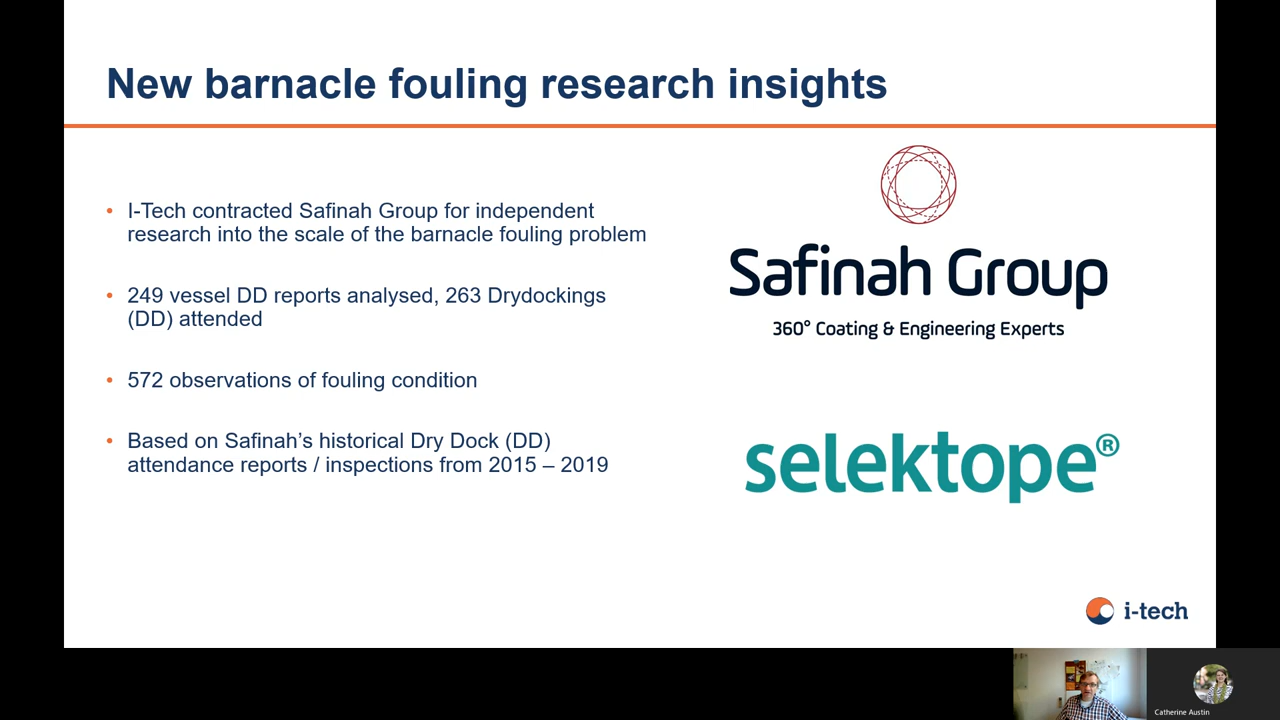 New barnacle fouling research insights
• I-Tech contracted Safinah Group for independent
research into the scale of the barnacle fouling problem
• 249 vessel DD reports analysed, 263 Drydockings
(DD) attended
• 572 observations of fouling condition
• Based on Safinah’s historical Dry Dock (DD)
attendance reports / inspections from 2015 – 2019
Safinah Group
360° Coating & Engineering Experts
selektope®
i-tech
Catherine Austin